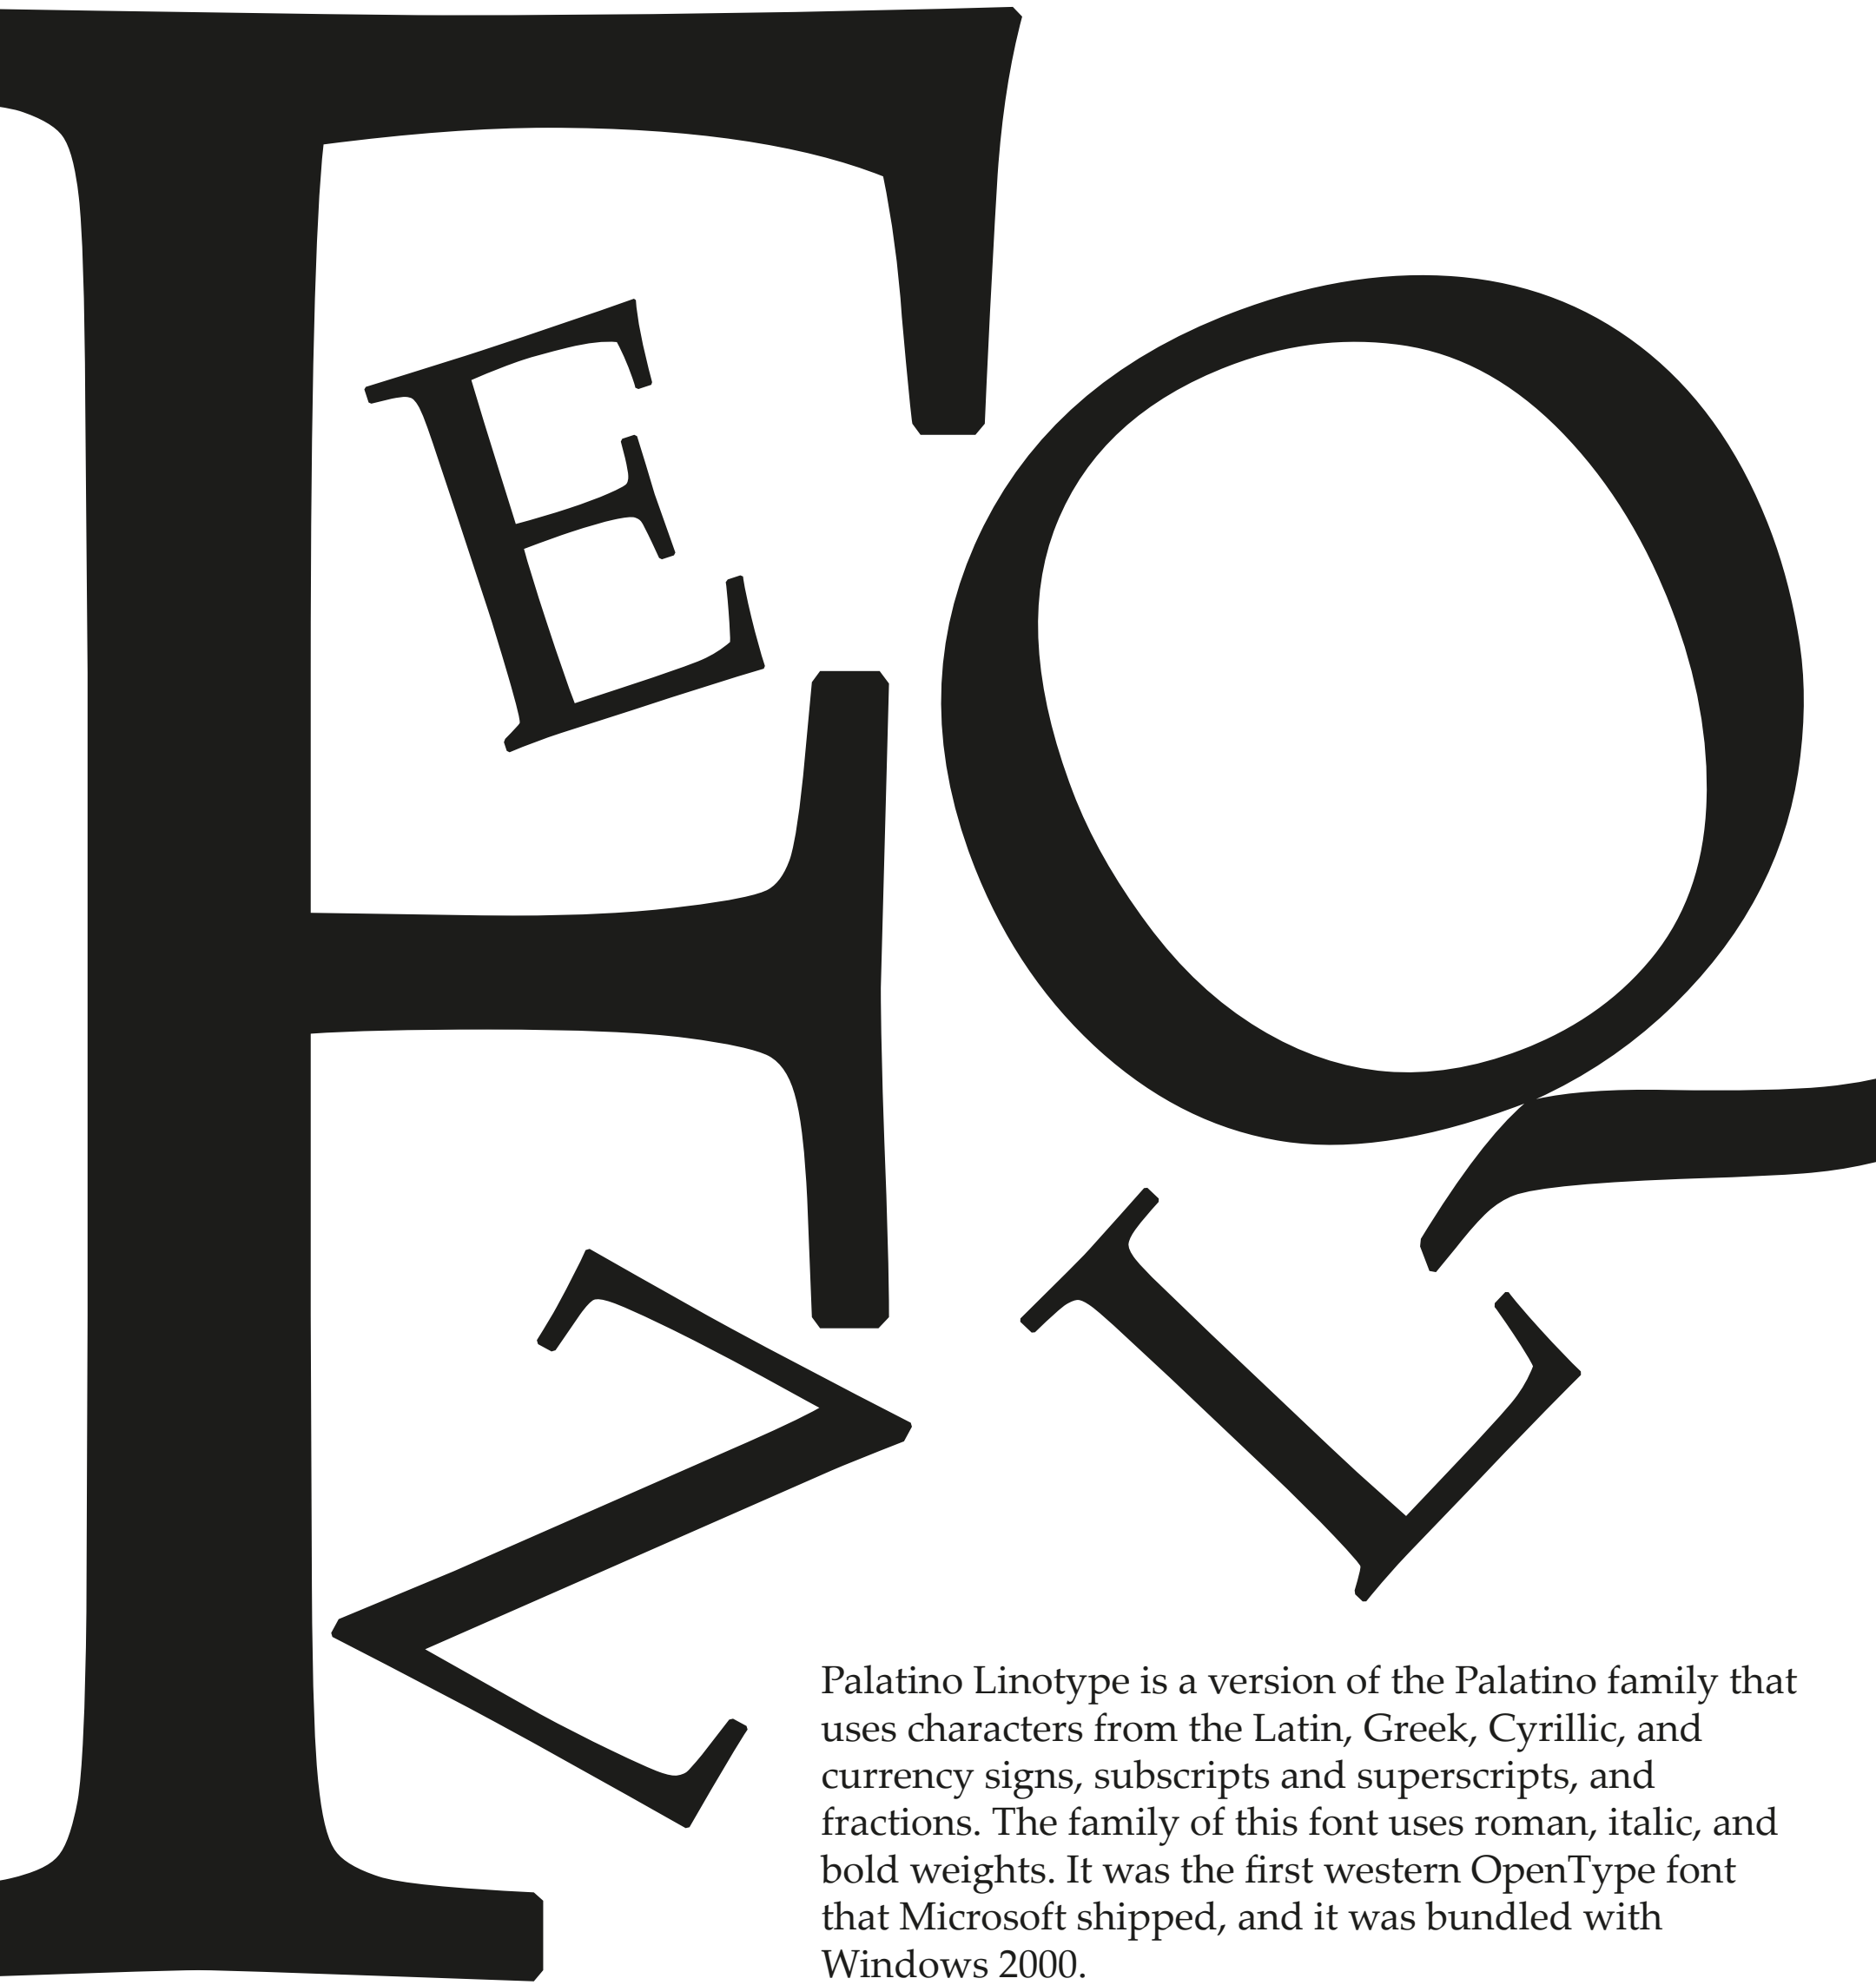 F
E
Q
Z
L
Palatino Linotype is a version of the Palatino family that
uses characters from the Latin, Greek, Cyrillic, and
currency signs, subscripts and superscripts, and
fractions. The family of this font uses roman, italic, and
bold weights. It was the first western OpenType font
that Microsoft shipped, and it was bundled with
Windows 2000.